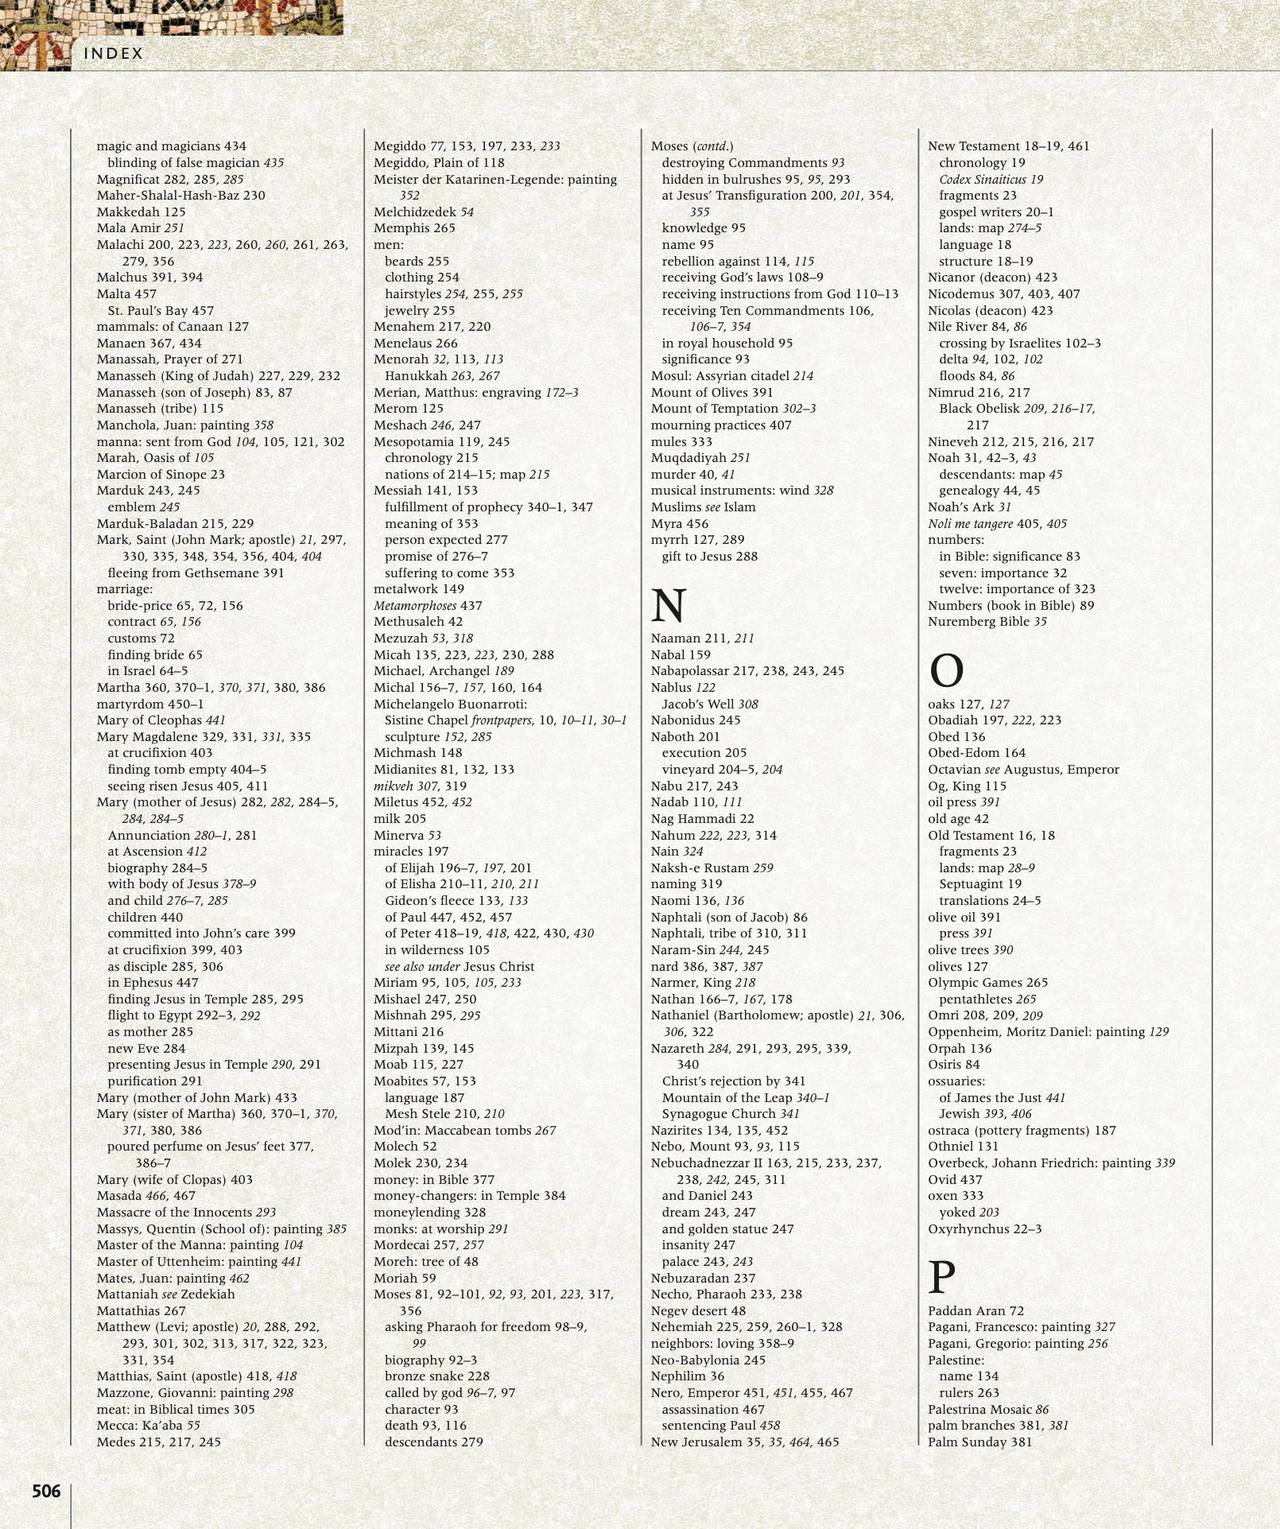 INDEX
magic and magicians 434
blinding of false magician 435
Magnificat 282, 285, 285
Maher-Shalal-Hash-Baz 230
Makkedah 125
Mala Amir 251
Malachi 200, 223, 223, 260, 260, 261, 263,
279, 356
Malchus 391, 394
Malta 457
St. Paul's Bay 457
mammals: of Canaan 127
Manaen 367, 434
Manassah, Prayer of 271
Manasseh (King of Judah) 227, 229, 232
Manasseh (son of Joseph) 83, 87
Manasseh (tribe) 115
Manchola, Juan: painting 358
manna: sent from God 104, 105, 121, 302
Marah, Oasis of 105
Marcion of Sinope 23
Marduk 243, 245
emblem 245
Marduk-Baladan 215, 229
Mark, Saint (John Mark; apostle) 21, 297,
330, 335, 348, 354, 356, 404, 404
fleeing from Gethsemane 391
marriage:
bride-price 65, 72, 156
contract 65, 156
customs 72
finding bride 65
in Israel 64–5
Martha 360, 370–1, 370, 371, 380, 386
martyrdom 450–1
Mary of Cleophas 441
Mary Magdalene 329, 331, 331, 335
at crucifixion 403
finding tomb empty 404–5
seeing risen Jesus 405, 411
Mary (mother of Jesus) 282, 282, 284–5,
284, 284–5
Annunciation 280–1, 281
at Ascension 412
biography 284–5
with body of Jesus 378–9
and child 276–7, 285
children 440
committed into John's care 399
at crucifixion 399, 403
as disciple 285, 306
in Ephesus 447
finding Jesus in Temple 285, 295
flight to Egypt 292–3, 292
as mother 285
new Eve 284
presenting Jesus in Temple 290, 291
purification 291
Mary (mother of John Mark) 433
Mary (sister of Martha) 360, 370–1, 370,
371, 380, 386
poured perfume on Jesus' feet 377,
386–7
Mary (wife of Clopas) 403
Masada 466, 467
Massacre of the Innocents 293
Massys, Quentin (School of): painting 385
Master of the Manna: painting 104
Master of Uttenheim: painting 441
Mates, Juan: painting 462
Mattaniah see Zedekiah
Mattathias 267
Matthew (Levi; apostle) 20, 288, 292,
293, 301, 302, 313, 317, 322, 323,
331, 354
Matthias, Saint (apostle) 418, 418
Mazzone, Giovanni: painting 298
meat: in Biblical times 305
Mecca: Ka'aba 55
Medes 215, 217, 245
Megiddo 77, 153, 197, 233, 233
Megiddo, Plain of 118
Meister der Katarinen-Legende: painting
352
Melchidzedek 54
Memphis 265
men:
beards 255
clothing 254
hairstyles 254, 255, 255
jewelry 255
Menahem 217, 220
Menelaus 266
Menorah 32, 113, 113
Hanukkah 263, 267
Merian, Matthus: engraving 172–3
Merom 125
Meshach 246, 247
Mesopotamia 119, 245
chronology 215
nations of 214–15; map 215
Messiah 141, 153
fulfillment of prophecy 340–1, 347
meaning of 353
person expected 277
promise of 276–7
suffering to come 353
metalwork 149
Metamorphoses 437
Methusaleh 42
Mezuzah 53, 318
Micah 135, 223, 223, 230, 288
Michael, Archangel 189
Michal 156–7, 157, 160, 164
Michelangelo Buonarroti:
Sistine Chapel frontpapers, 10, 10–11, 30–1
sculpture 152, 285
Michmash 148
Midianites 81, 132, 133
mikveh 307, 319
Miletus 452, 452
milk 205
Minerva 53
miracles 197
of Elijah 196–7, 197, 201
of Elisha 210–11, 210, 211
Gideon's fleece 133, 133
of Paul 447, 452, 457
of Peter 418–19, 418, 422, 430, 430
in wilderness 105
see also under Jesus Christ
Miriam 95, 105, 105, 233
Mishael 247, 250
Mishnah 295, 295
Mittani 216
Mizpah 139, 145
Moab 115, 227
Moabites 57, 153
language 187
Mesh Stele 210, 210
Mod'in: Maccabean tombs 267
Molech 52
Molek 230, 234
money: in Bible 377
money-changers: in Temple 384
moneylending 328
monks: at worship 291
Mordecai 257, 257
Moreh: tree of 48
Moriah 59
Moses 81, 92–101, 92, 93, 201, 223, 317,
356
asking Pharaoh for freedom 98–9,
99
biography 92–3
bronze snake 228
called by god 96–7, 97
character 93
death 93, 116
descendants 279
Moses (contd.)
destroying Commandments 93
hidden in bulrushes 95, 95, 293
at Jesus' Transfiguration 200, 201, 354,
355
knowledge 95
name 95
rebellion against 114, 115
receiving God's laws 108–9
receiving instructions from God 110–13
receiving Ten Commandments 106,
106–7, 354
in royal household 95
significance 93
Mosul: Assyrian citadel 214
Mount of Olives 391
Mount of Temptation 302–3
mourning practices 407
mules 333
Muqdadiyah 251
murder 40, 41
musical instruments: wind 328
Muslims see Islam
Myra 456
myrrh 127, 289
gift to Jesus 288
N
Naaman 211, 211
Nabal 159
Nabapolassar 217, 238, 243, 245
Nablus 122
Jacob's Well 308
Nabonidus 245
Naboth 201
execution 205
vineyard 204–5, 204
Nabu 217, 243
Nadab 110, 111
Nag Hammadi 22
Nahum 222, 223, 314
Nain 324
Naksh-e Rustam 259
naming 319
Naomi 136, 136
Naphtali (son of Jacob) 86
Naphtali, tribe of 310, 311
Naram-Sin 244, 245
nard 386, 387, 387
Narmer, King 218
Nathan 166–7, 167, 178
Nathaniel (Bartholomew; apostle) 21, 306,
306, 322
Nazareth 284, 291, 293, 295, 339,
340
Christ's rejection by 341
Mountain of the Leap 340–1
Synagogue Church 341
Nazirites 134, 135, 452
Nebo, Mount 93, 93, 115
Nebuchadnezzar II 163, 215, 233, 237,
238, 242, 245, 311
and Daniel 243
dream 243, 247
and golden statue 247
insanity 247
palace 243, 243
Nebuzaradan 237
Necho, Pharaoh 233, 238
Negev desert 48
Nehemiah 225, 259, 260–1, 328
neighbors: loving 358–9
Neo-Babylonia 245
Nephilim 36
Nero, Emperor 451, 451, 455, 467
assassination 467
sentencing Paul 458
New Jerusalem 35, 35, 464, 465
New Testament 18–19, 461
chronology 19
Codex Sinaiticus 19
fragments 23
gospel writers 20–1
lands: map 274–5
language 18
structure 18–19
Nicanor (deacon) 423
Nicodemus 307, 403, 407
Nicolas (deacon) 423
Nile River 84, 86
crossing by Israelites 102–3
delta 94, 102, 102
floods 84, 86
Nimrud 216, 217
Black Obelisk 209, 216–17,
217
Nineveh 212, 215, 216, 217
Noah 31, 42–3, 43
descendants: map 45
genealogy 44, 45
Noah's Ark 31
Noli me tangere 405, 405
numbers:
in Bible: significance 83
seven: importance 32
twelve: importance of 323
Numbers (book in Bible) 89
Nuremberg Bible 35
O
oaks 127, 127
Obadiah 197, 222, 223
Obed 136
Obed-Edom 164
Octavian see Augustus, Emperor
Og, King 115
oil press 391
old age 42
Old Testament 16, 18
fragments 23
lands: map 28–9
Septuagint 19
translations 24–5
olive oil 391
press 391
olive trees 390
olives 127
Olympic Games 265
pentathletes 265
Omri 208, 209, 209
Oppenheim, Moritz Daniel: painting 129
Orpah 136
Osiris 84
ossuaries:
of James the Just 441
Jewish 393, 406
ostraca (pottery fragments) 187
Othniel 131
Overbeck, Johann Friedrich: painting 339
Ovid 437
oxen 333
yoked 203
Oxyrhynchus 22–3
P
Paddan Aran 72
Pagani, Francesco: painting 327
Pagani, Gregorio: painting 256
Palestine:
name 134
rulers 263
Palestrina Mosaic 86
palm branches 381, 381
Palm Sunday 381
506